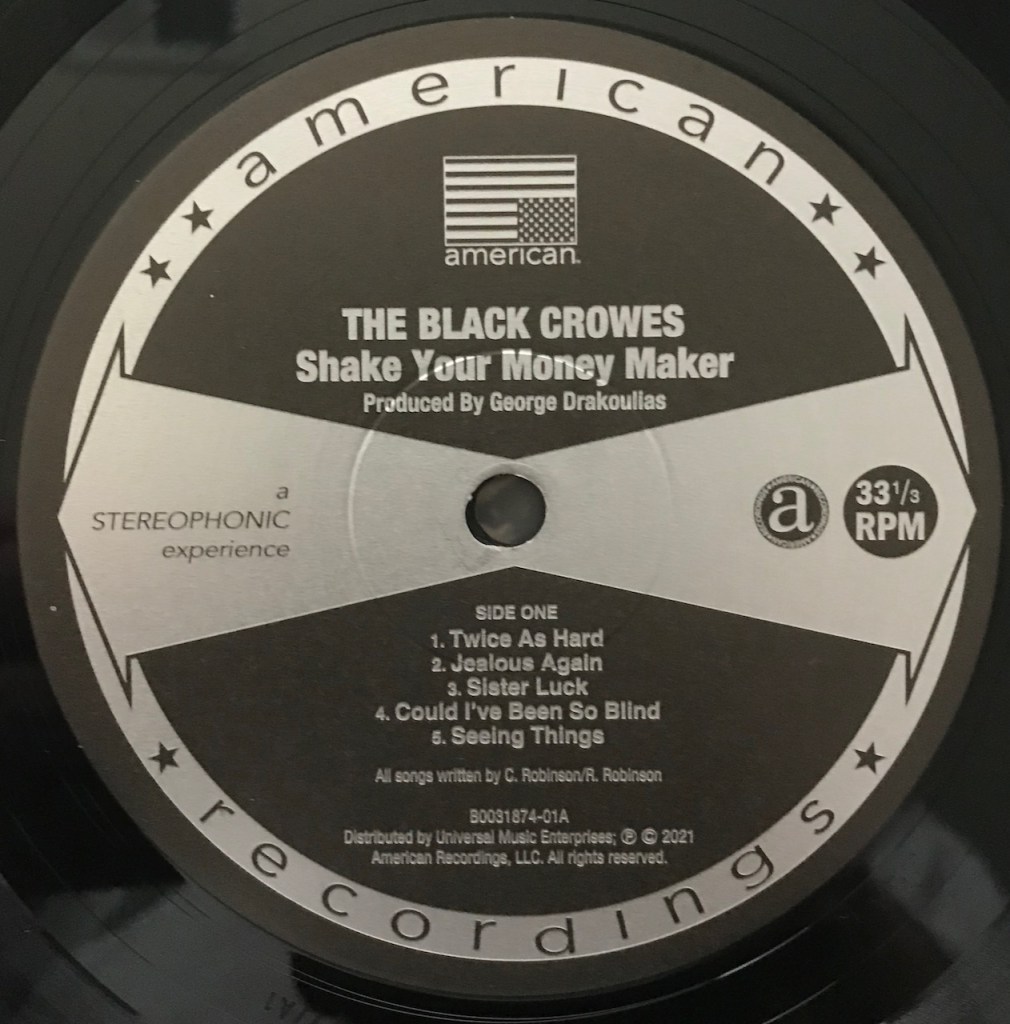 american
american
THE BLACK CROWES
Shake Your Money Maker
Produced By George Drakoulias
a
STEREOPHONIC
experience
a
33 1/3
RPM
SIDE ONE
1. Twice As Hard
2. Jealous Again
3. Sister Luck
4. Could I've Been So Blind
5. Seeing Things
All songs written by C. Robinson/R. Robinson
B0031874-01A
Distributed by Universal Music Enterprises; ℗ © 2021
American Recordings, LLC. All rights reserved.
recordings